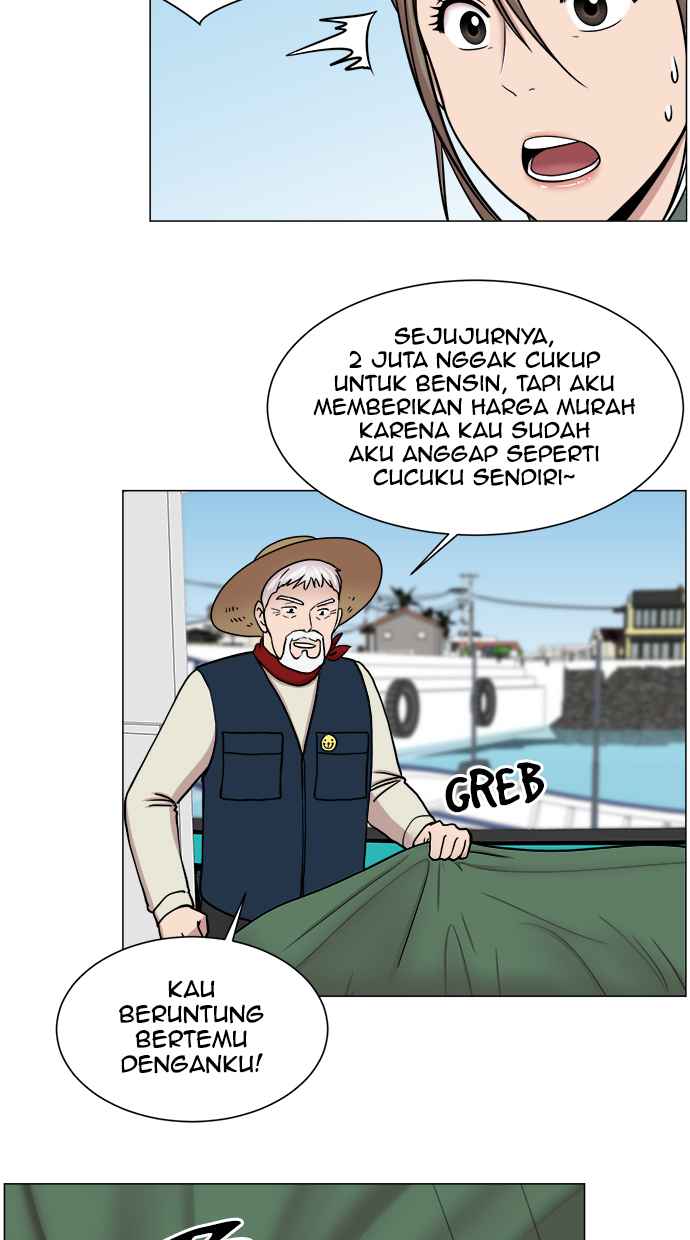 SEJUJURNYA,
2 JUTA NGGAK CUKUP
UNTUK BENSIN, TAPI AKU
MEMBERIKAN HARGA MURAH
KARENA KAU SUDAH
AKU ANGGAP SEPERTI
CUCUKU SENDIRI~
GREB
KAU
BERUNTUNG
BERTEMU
DENGANKU!